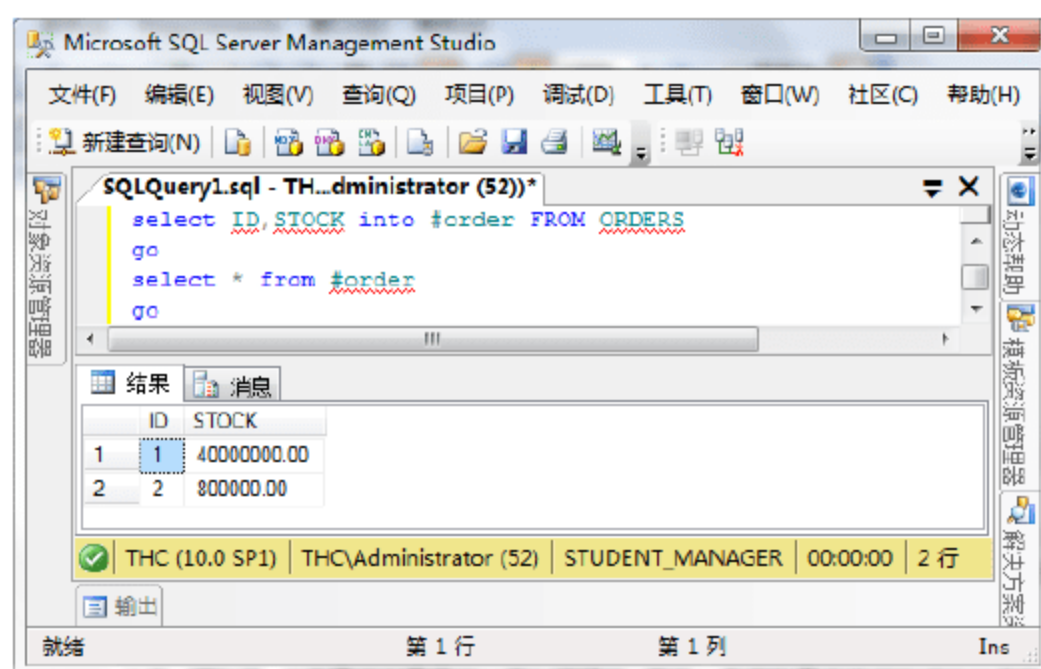 Microsoft SQL Server Management Studio
文件(F) 编辑(E) 视图(V) 查询(Q) 项目(P) 调试(D) 工具(T) 窗口(W) 社区(C) 帮助(H)
新建查询(N)
SQLQuery1.sql - TH...dministrator (52))*
select ID,STOCK into #order FROM ORDERS
go
select * from #order
go
对象资源管理器
动态帮助
模板资源管理器
解决方案资
结果 消息
ID STOCK
1 1 40000000.00
2 2 800000.00
THC (10.0 SP1) THC\Administrator (52) STUDENT_MANAGER 00:00:00 2 行
输出
就绪 第 1 行 第 1 列 Ins